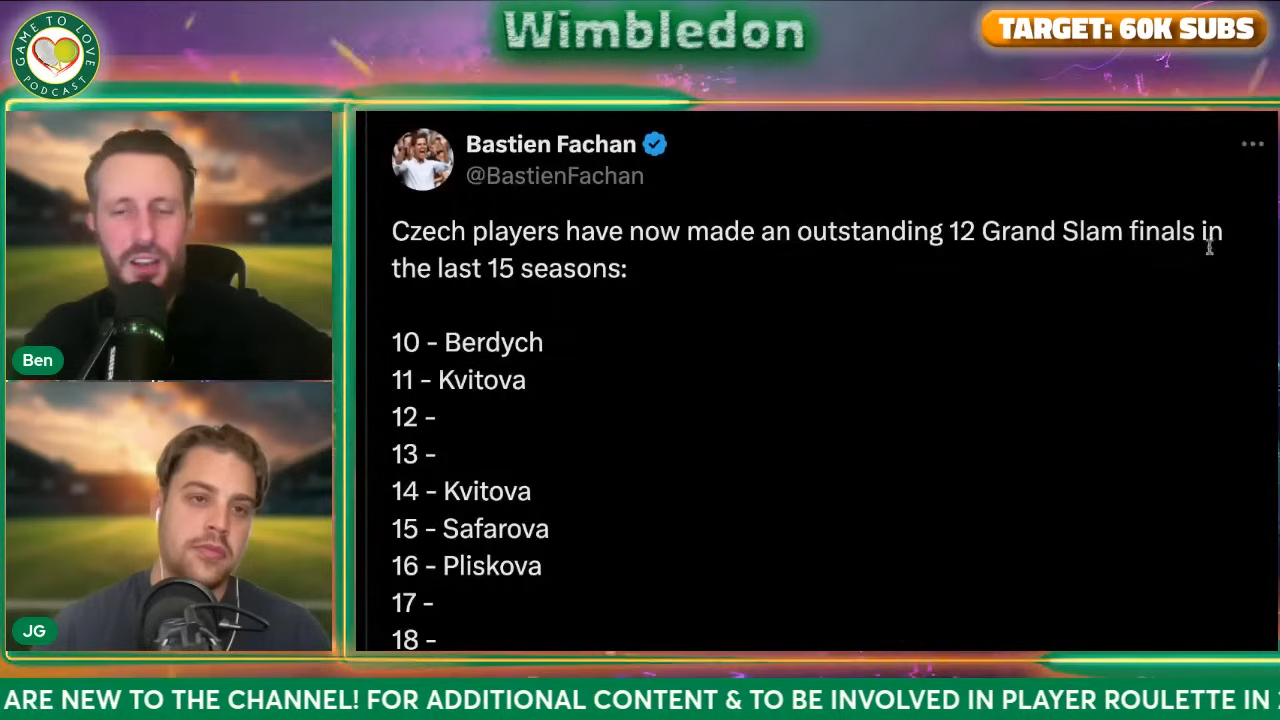 GAME TO LOVE
PODCAST
Wimbledon
TARGET: 60K SUBS
Ben
JG
Bastien Fachan
@BastienFachan
Czech players have now made an outstanding 12 Grand Slam finals in
the last 15 seasons:
10 - Berdych
11 - Kvitova
12 -
13 -
14 - Kvitova
15 - Safarova
16 - Pliskova
17 -
18 -
ARE NEW TO THE CHANNEL! FOR ADDITIONAL CONTENT & TO BE INVOLVED IN PLAYER ROULETTE IN